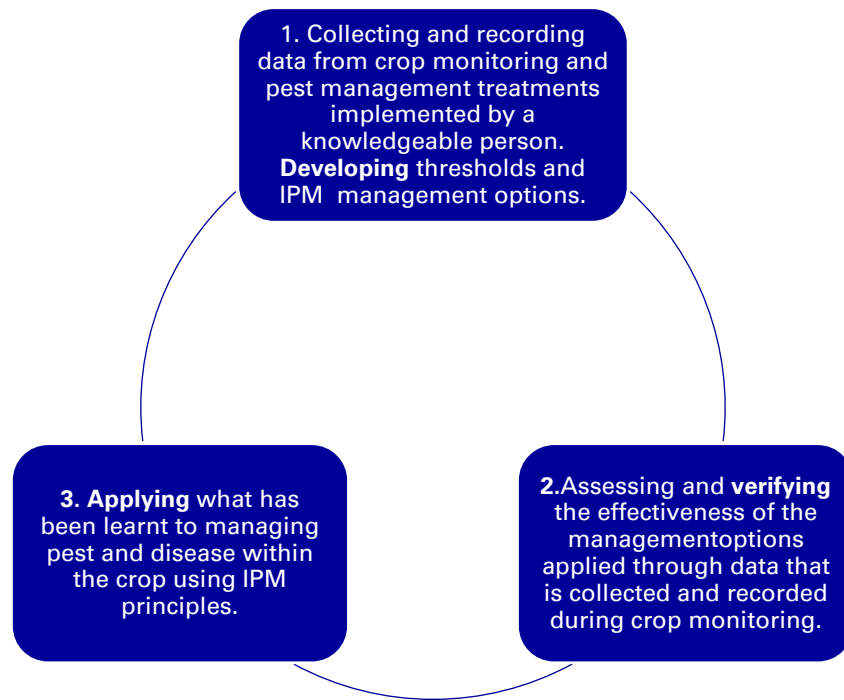 1. Collecting and recording
data from crop monitoring and
pest management treatments
implemented by a
knowledgeable person.
Developing thresholds and
IPM  management options.
2.Assessing and verifying
the effectiveness of the
managementoptions
applied through data that
is collected and recorded
during crop monitoring.
3. Applying what has
been learnt to managing
pest and disease within
the crop using IPM
principles.